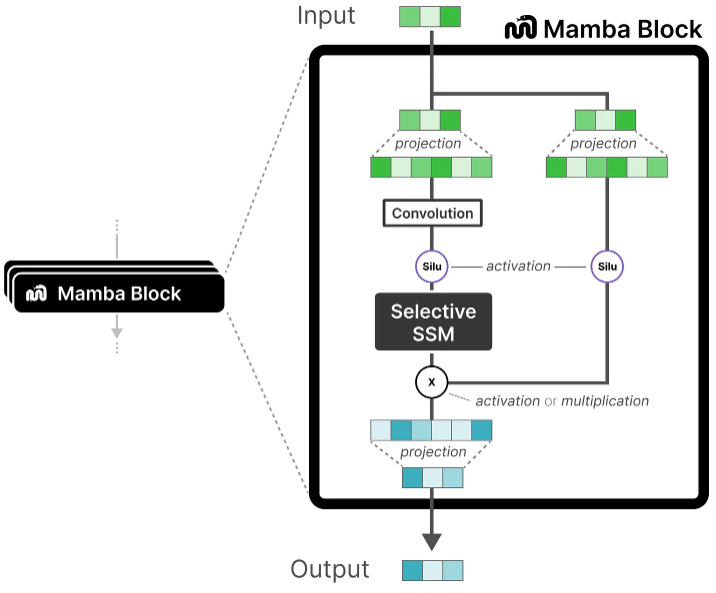 Input
Mamba Block
projection
projection
Convolution
Silu
activation
Silu
Mamba Block
Selective
SSM
x
activation or multiplication
projection
Output